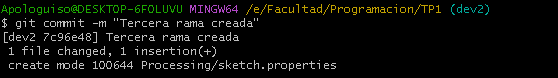 Apologuiso@DESKTOP-6FOLUVU MINGW64 /e/Facultad/Programacion/TP1 (dev2)
$ git commit -m "Tercera rama creada"
[dev2 7c96e48] Tercera rama creada
 1 file changed, 1 insertion(+)
 create mode 100644 Processing/sketch.properties